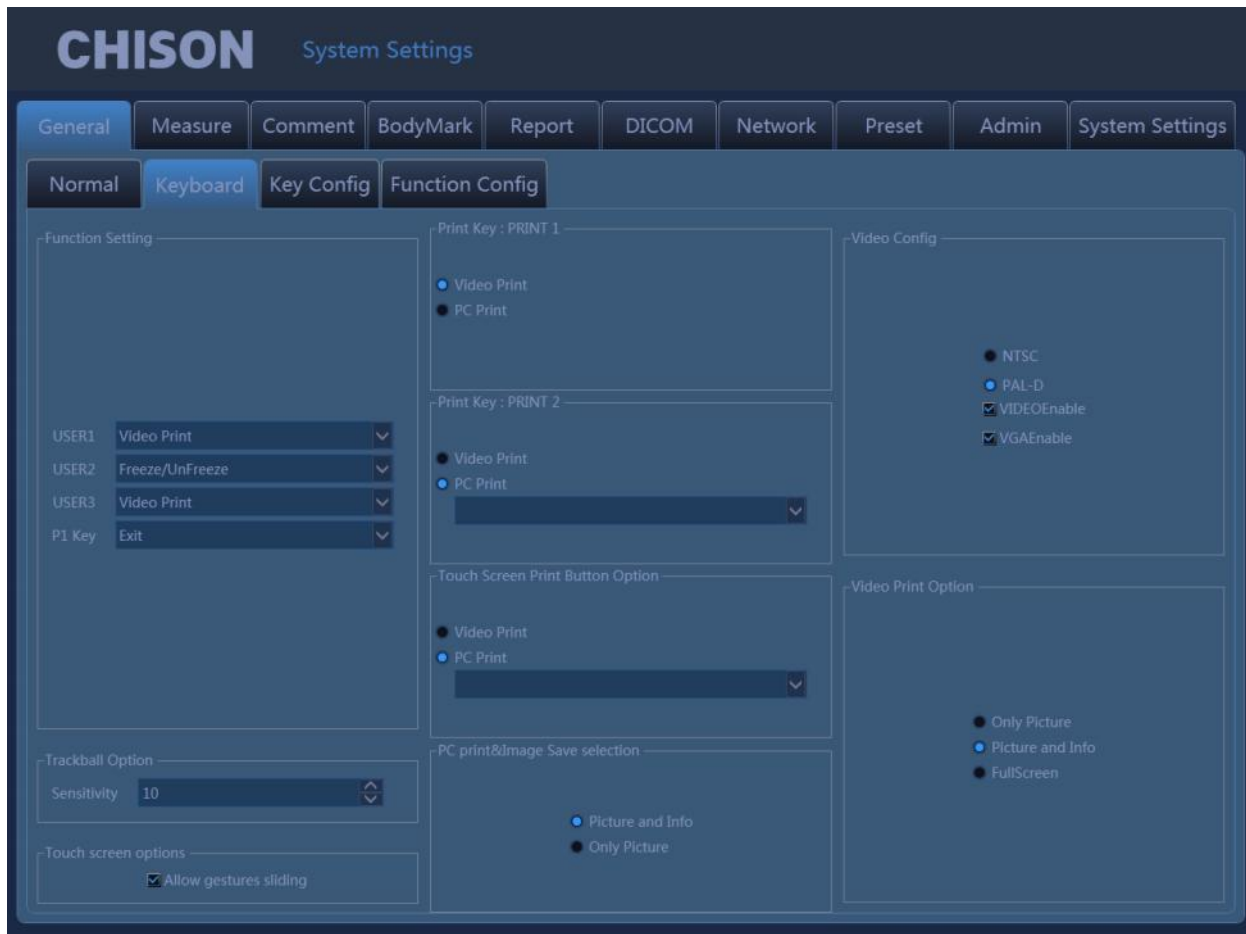 CHISON
System Settings
General Measure Comment BodyMark Report DICOM Network Preset Admin System Settings
Normal Keyboard Key Config Function Config
Function Setting
USER1 Video Print
USER2 Freeze/UnFreeze
USER3 Video Print
P1 Key Exit
Trackball Option
Sensitivity 10
Touch screen options
Allow gestures sliding
Print Key : PRINT 1
Video Print
PC Print
Print Key : PRINT 2
Video Print
PC Print
Touch Screen Print Button Option
Video Print
PC Print
PC print&Image Save selection
Picture and Info
Only Picture
Video Config
NTSC
PAL-D
VIDEOEnable
VGAEnable
Video Print Option
Only Picture
Picture and Info
FullScreen